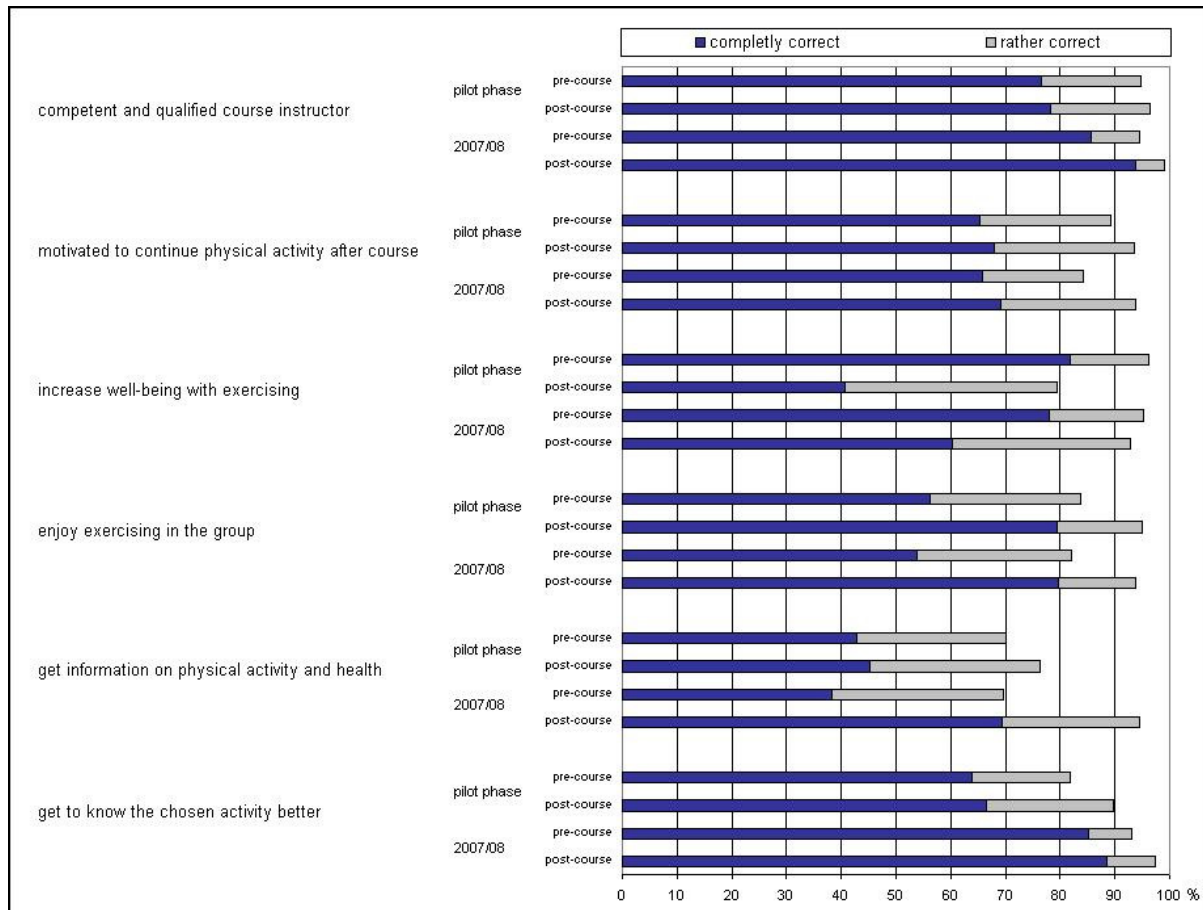 completly correct rather correct
competent and qualified course instructor
pilot phase
pre-course
post-course
2007/08
pre-course
post-course
motivated to continue physical activity after course
pilot phase
pre-course
post-course
2007/08
pre-course
post-course
increase well-being with exercising
pilot phase
pre-course
post-course
2007/08
pre-course
post-course
enjoy exercising in the group
pilot phase
pre-course
post-course
2007/08
pre-course
post-course
get information on physical activity and health
pilot phase
pre-course
post-course
2007/08
pre-course
post-course
get to know the chosen activity better
pilot phase
pre-course
post-course
2007/08
pre-course
post-course
0 10 20 30 40 50 60 70 80 90 100 %